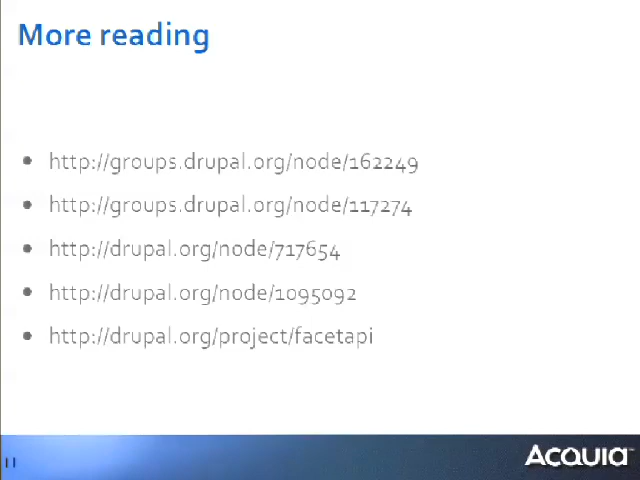 More reading
• http://groups.drupal.org/node/162249
• http://groups.drupal.org/node/117274
• http://drupal.org/node/717654
• http://drupal.org/node/1095092
• http://drupal.org/project/facetapi
11
ACQUIA